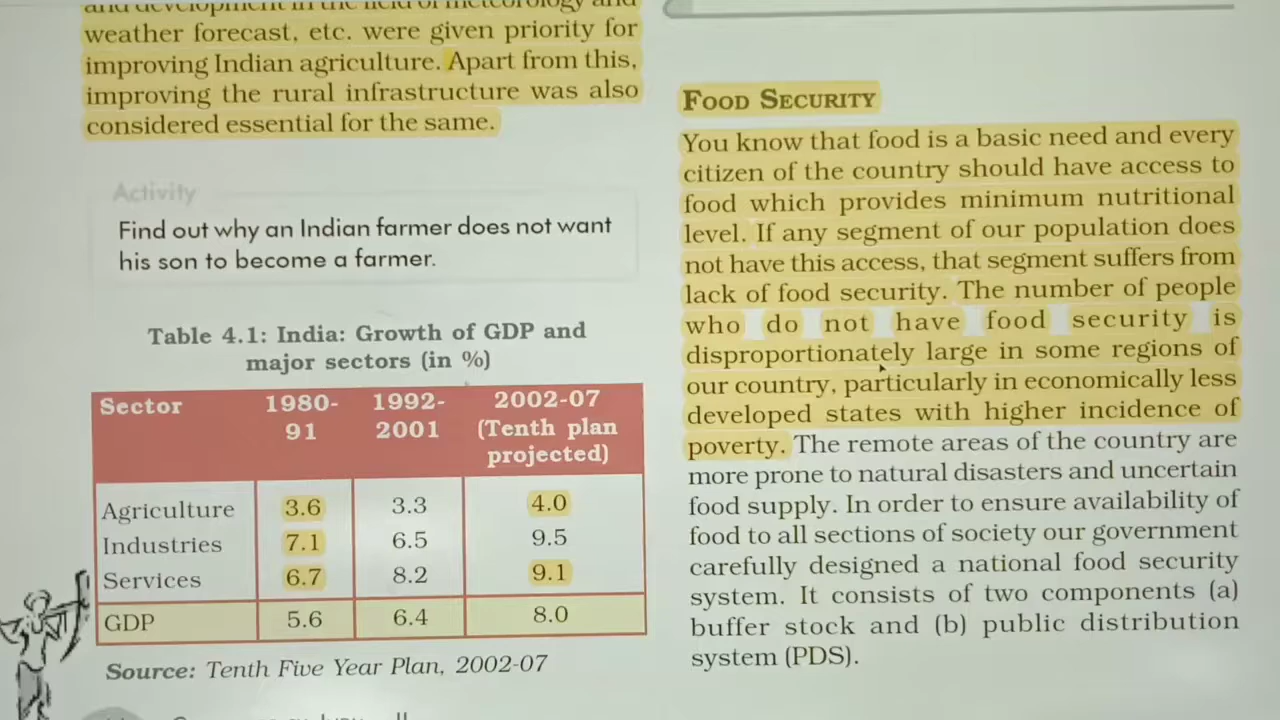 and development in the field of meteorology and
weather forecast, etc. were given priority for
improving Indian agriculture. Apart from this,
improving the rural infrastructure was also
considered essential for the same.
Activity
Find out why an Indian farmer does not want
his son to become a farmer.
Table 4.1: India: Growth of GDP and
major sectors (in %)
Sector 1980-91 1992-2001 2002-07 (Tenth plan projected)
Agriculture 3.6 3.3 4.0
Industries 7.1 6.5 9.5
Services 6.7 8.2 9.1
GDP 5.6 6.4 8.0
Source: Tenth Five Year Plan, 2002-07
FOOD SECURITY
You know that food is a basic need and every
citizen of the country should have access to
food which provides minimum nutritional
level. If any segment of our population does
not have this access, that segment suffers from
lack of food security. The number of people
who do not have food security is
disproportionately large in some regions of
our country, particularly in economically less
developed states with higher incidence of
poverty. The remote areas of the country are
more prone to natural disasters and uncertain
food supply. In order to ensure availability of
food to all sections of society our government
carefully designed a national food security
system. It consists of two components (a)
buffer stock and (b) public distribution
system (PDS).